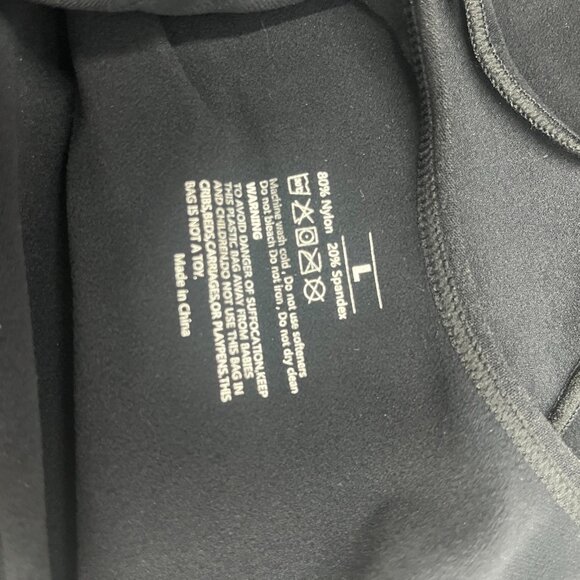 L
80% Nylon 20% Spandex
Machine wash cold , Do not use softeners
Do not bleach Do not iron , Do not dry clean
WARNING
TO AVOID DANGER OF SUFFOCATION,KEEP
THIS PLASTIC BAG AWAY FROM BABIES
AND CHILDREN.DO NOT USE THIS BAG IN
CRIBS,BEDS,CARRIAGES,OR PLAYPENS.THIS
BAG IS NOT A TOY.
Made in China